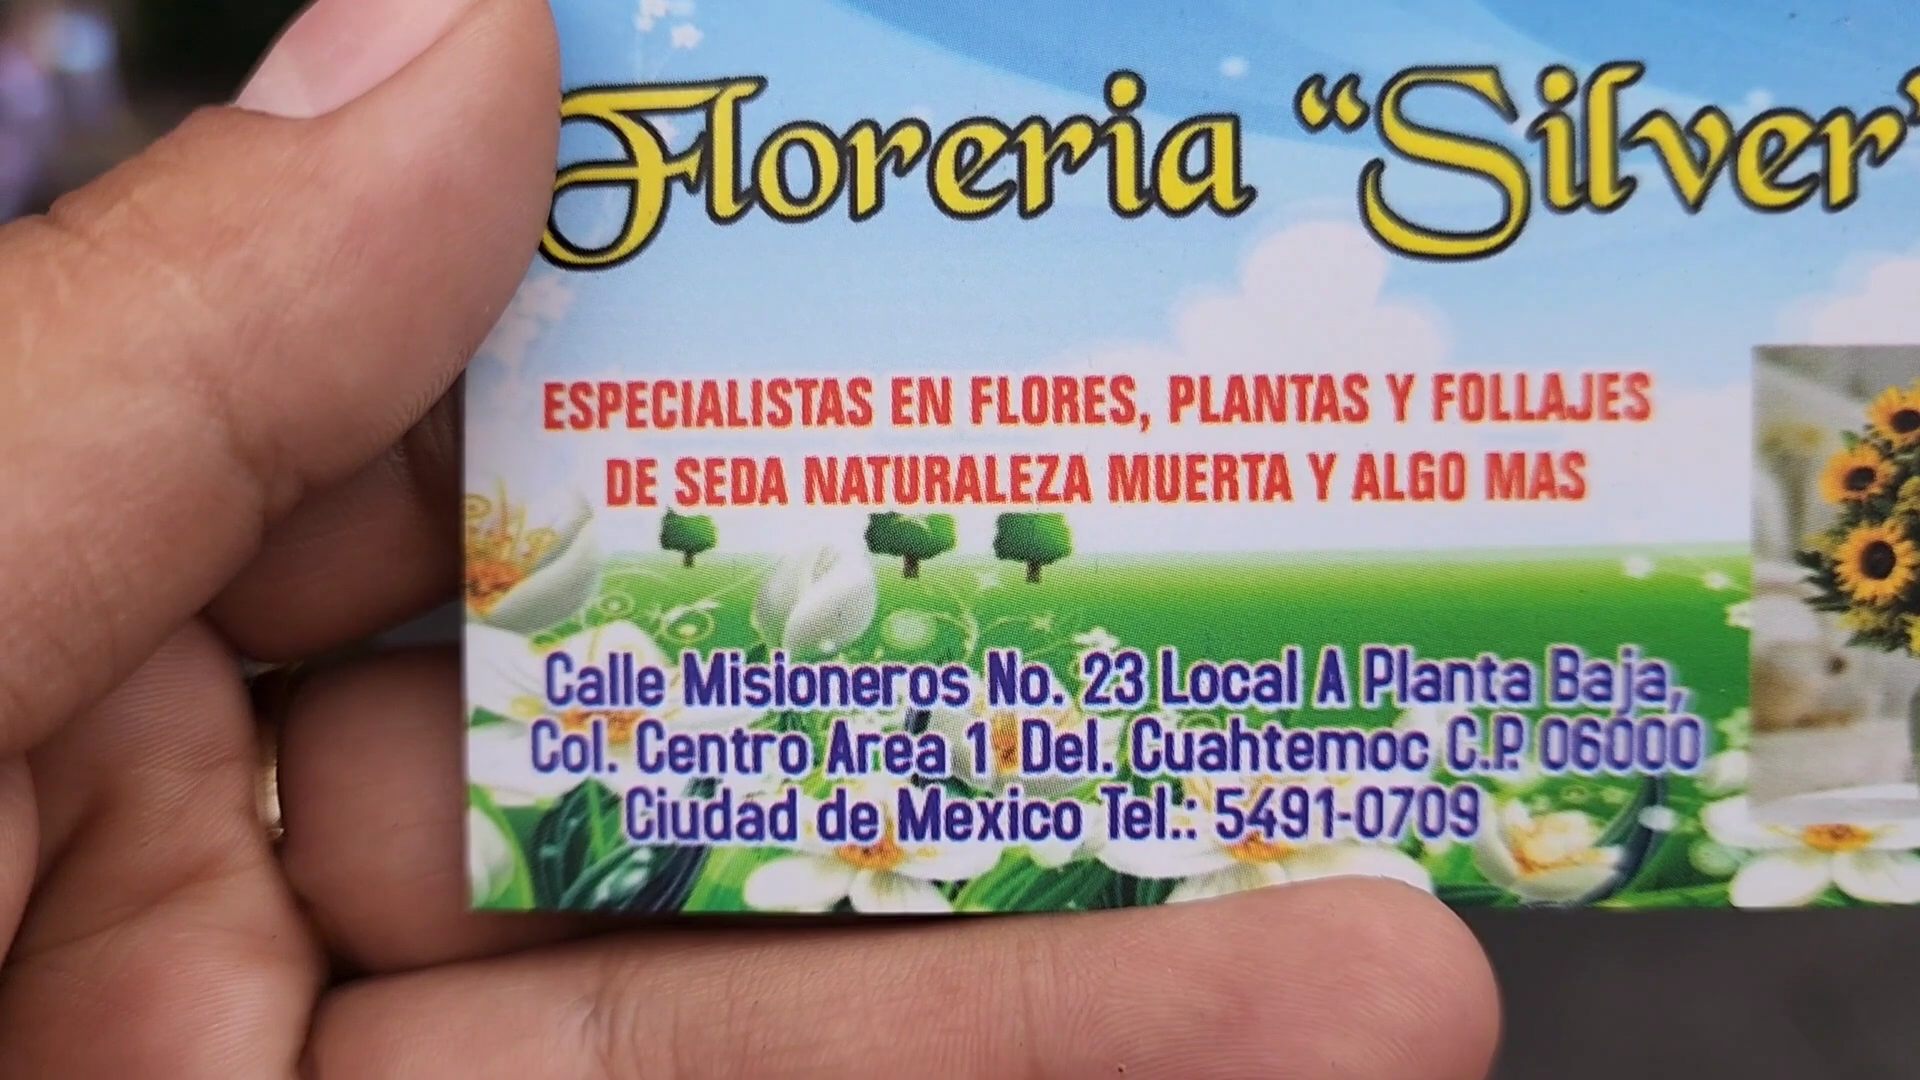 Floreria "Silver"
ESPECIALISTAS EN FLORES, PLANTAS Y FOLLAJES
DE SEDA NATURALEZA MUERTA Y ALGO MAS
Calle Misioneros No. 23 Local A Planta Baja,
Col. Centro Area 1 Del. Cuahtemoc C.P. 06000
Ciudad de Mexico Tel.: 5491-0709